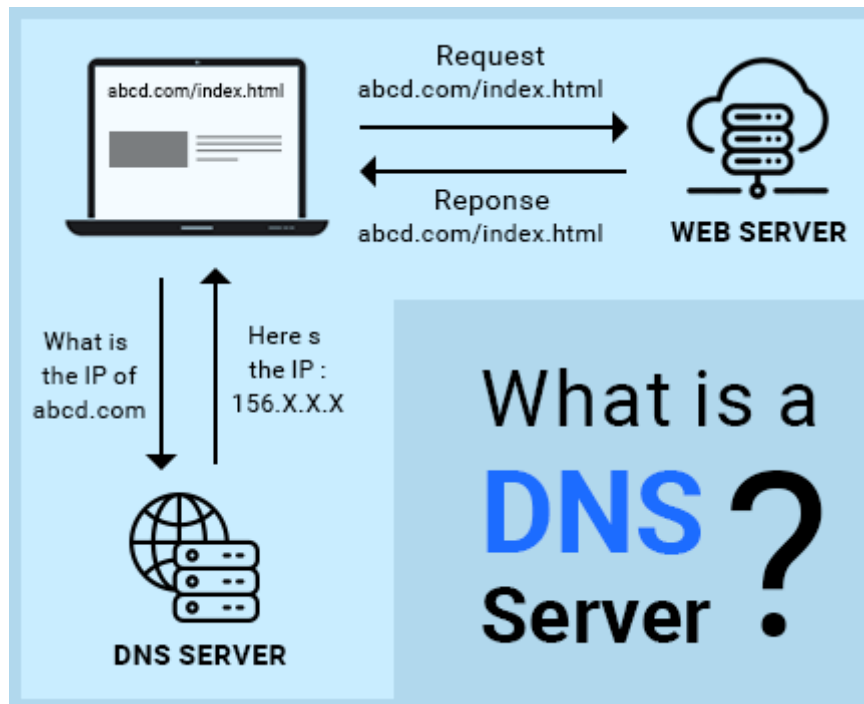 abcd.com/index.html
Request
abcd.com/index.html
Reponse
abcd.com/index.html
WEB SERVER
What is
the IP of
abcd.com
Here s
the IP :
156.X.X.X
DNS SERVER
What is a
DNS
Server ?